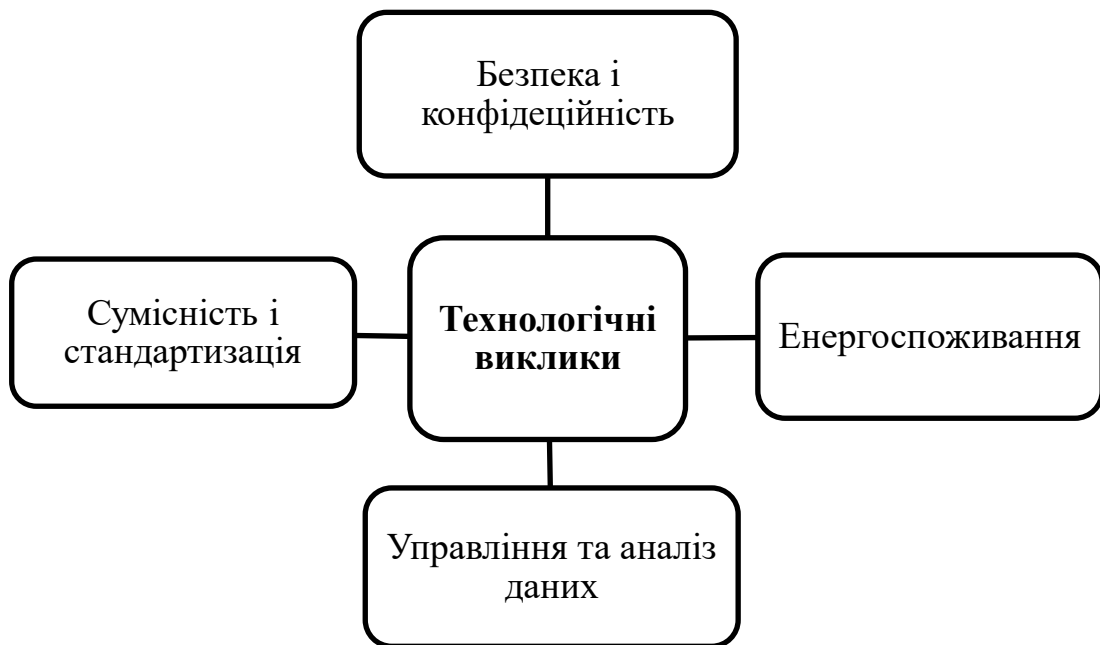 Безпека і
конфідеційність
Сумісність і
стандартизація
Технологічні
виклики
Енергоспоживання
Управління та аналіз
даних